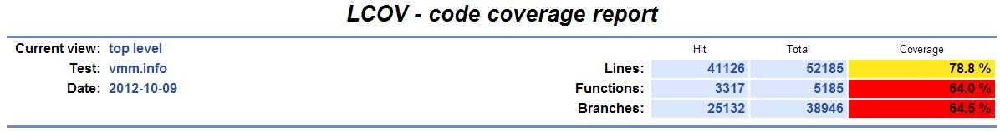 LCOV - code coverage report
Current view: top level Hit Total Coverage
Test: vmm.info Lines: 41126 52185 78.8 %
Date: 2012-10-09 Functions: 3317 5185 64.0 %
Branches: 25132 38946 64.5 %